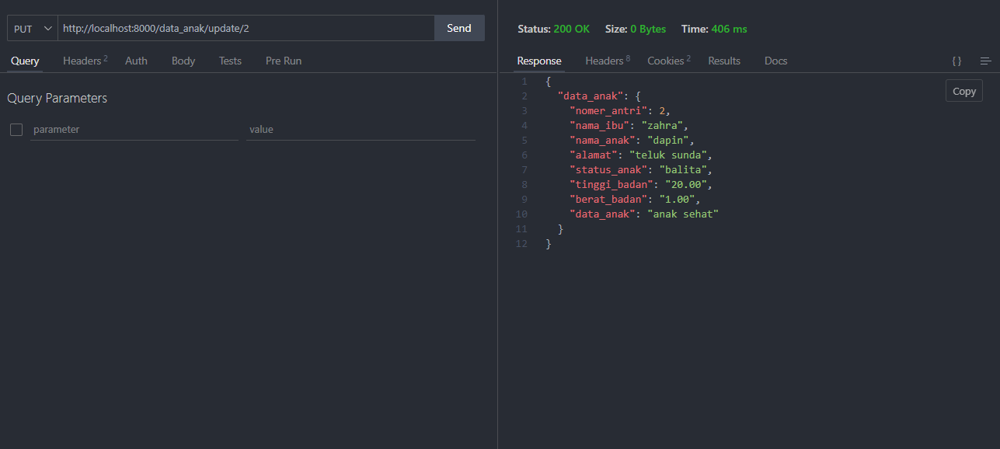 PUT http://localhost:8000/data_anak/update/2 Send
Query Headers 2 Auth Body Tests Pre Run
Query Parameters
parameter value
Status: 200 OK Size: 0 Bytes Time: 406 ms
Response Headers 8 Cookies 2 Results Docs { }
Copy
1 {
2 "data_anak": {
3 "nomer_antri": 2,
4 "nama_ibu": "zahra",
5 "nama_anak": "dapin",
6 "alamat": "teluk sunda",
7 "status_anak": "balita",
8 "tinggi_badan": "20.00",
9 "berat_badan": "1.00",
10 "data_anak": "anak sehat"
11 }
12 }